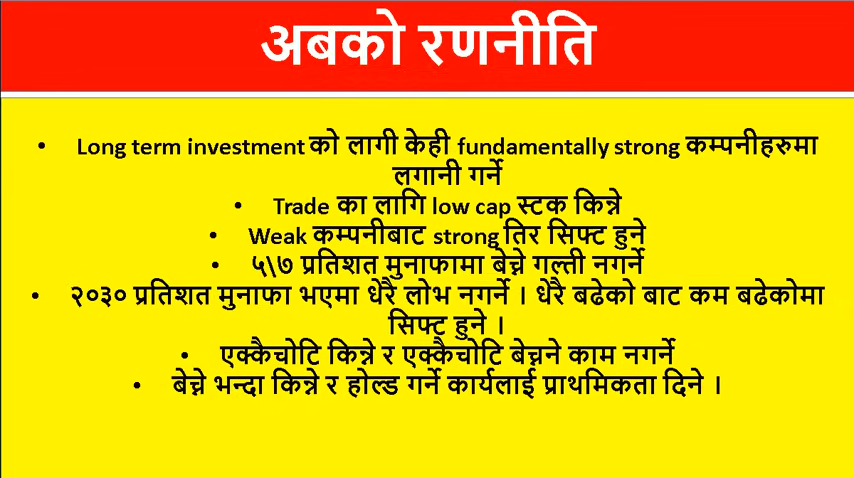 अबको रणनीति
• Long term investment को लागी केही fundamentally strong कम्पनीहरुमा
लगानी गर्ने
• Trade का लागि low cap स्टक किन्ने
• Weak कम्पनीबाट strong तिर सिफ्ट हुने
• ५\७ प्रतिशत मुनाफामा बेच्ने गल्ती नगर्ने
• २०३० प्रतिशत मुनाफा भएमा धेरै लोभ नगर्ने । धेरै बढेको बाट कम बढेकोमा
सिफ्ट हुने ।
• एक्कैचोटि किन्ने र एक्कैचोटि बेच्नने काम नगर्ने
• बेच्ने भन्दा किन्ने र होल्ड गर्ने कार्यलाई प्राथमिकता दिने ।